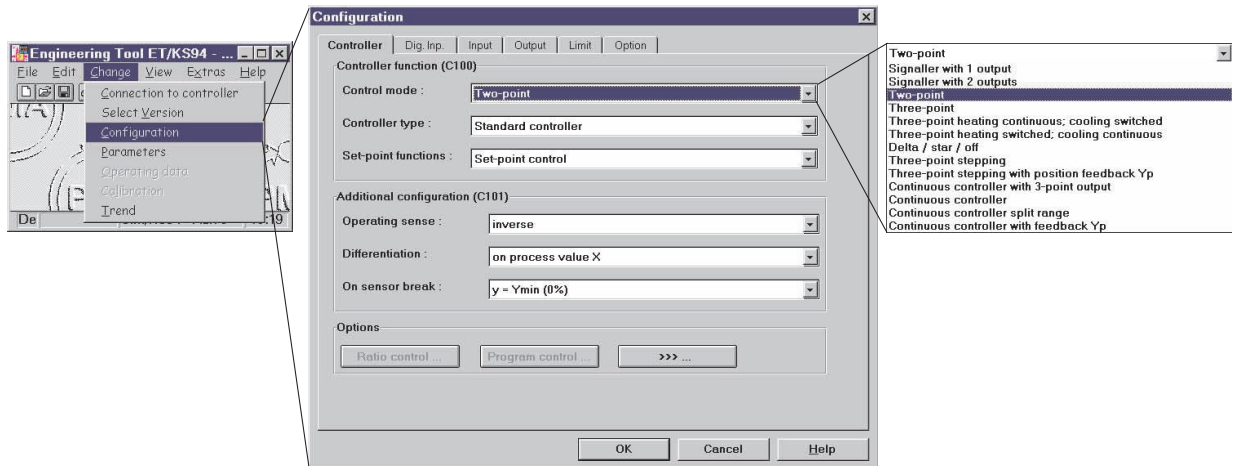 Engineering Tool ET/KS94 - ...
File Edit Change View Extras Help
Connection to controller
Select Version
Configuration
Parameters
Operating data
Calibration
Trend
De
:19
Configuration
Controller Dig. Inp. Input Output Limit Option
Controller function (C100)
Control mode : Two-point
Controller type : Standard controller
Set-point functions : Set-point control
Additional configuration (C101)
Operating sense : inverse
Differentiation : on process value X
On sensor break : y = Ymin (0%)
Options
Ratio control ... Program control ... >>> ...
OK Cancel Help
Two-point
Signaller with 1 output
Signaller with 2 outputs
Two-point
Three-point
Three-point heating continuous; cooling switched
Three-point heating switched; cooling continuous
Delta / star / off
Three-point stepping
Three-point stepping with position feedback Yp
Continuous controller with 3-point output
Continuous controller
Continuous controller split range
Continuous controller with feedback Yp